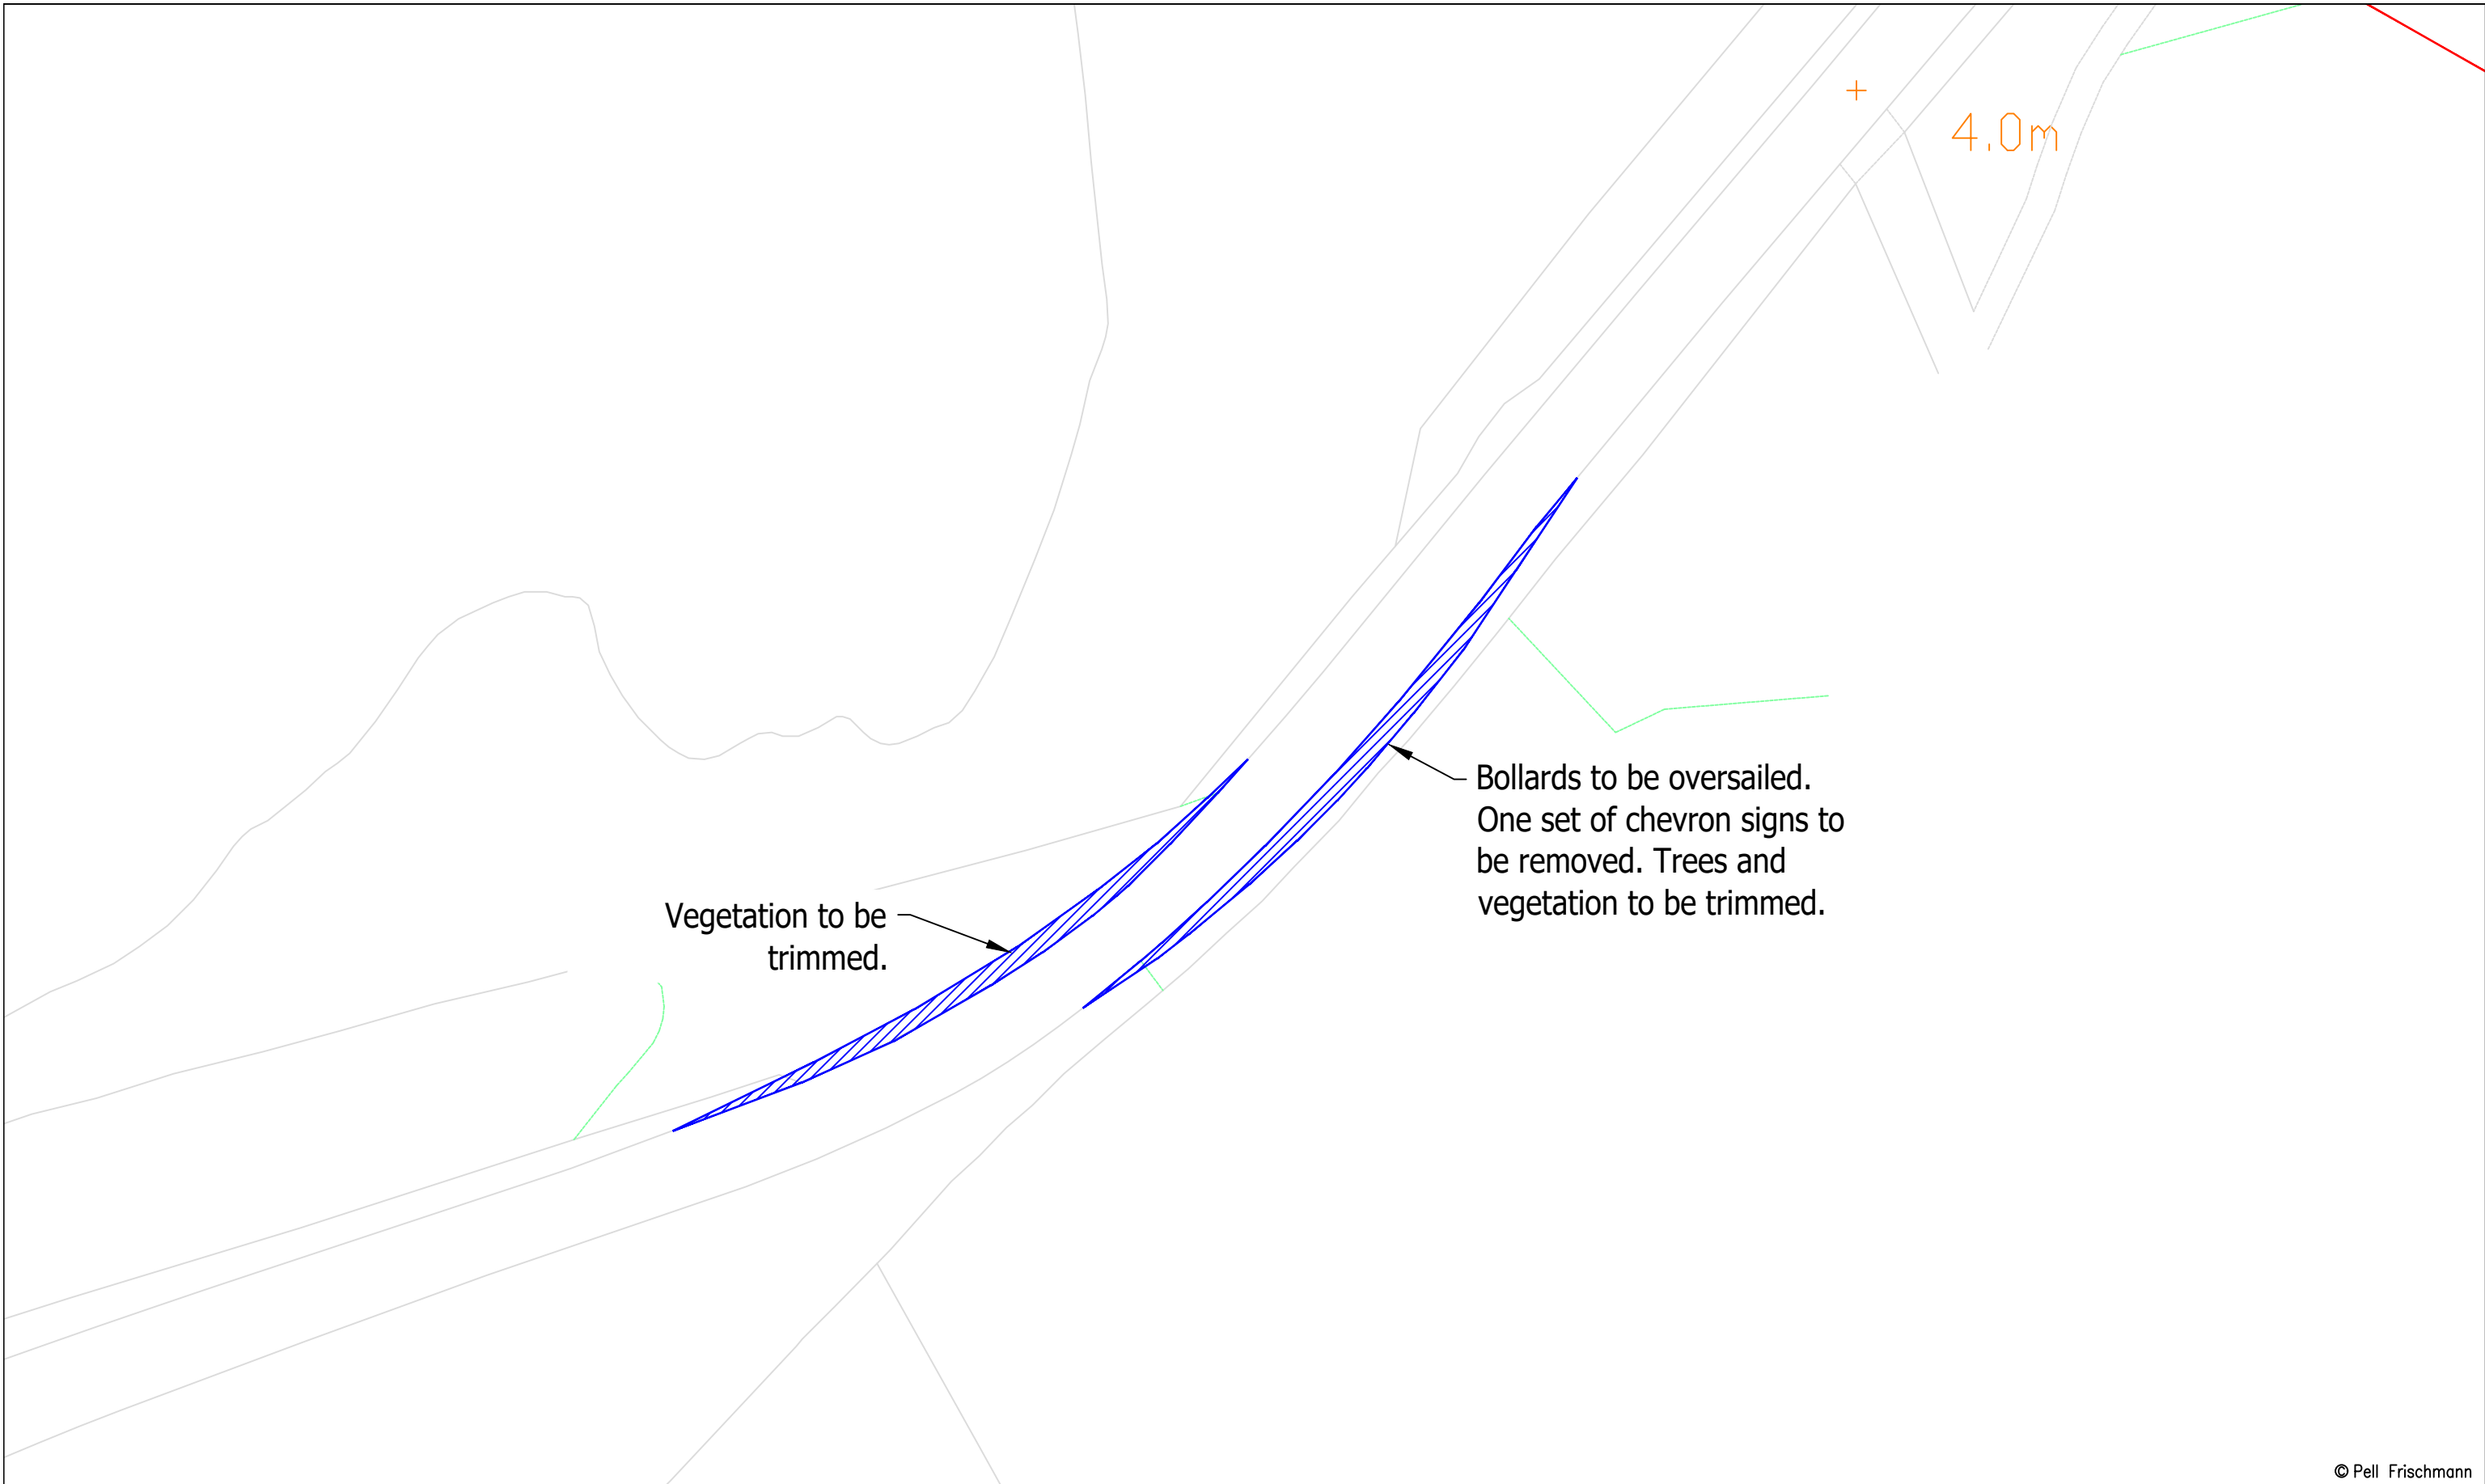 4.0m
Bollards to be oversailed.
One set of chevron signs to
be removed. Trees and
vegetation to be trimmed.
Vegetation to be
trimmed.
© Pell Frischmann